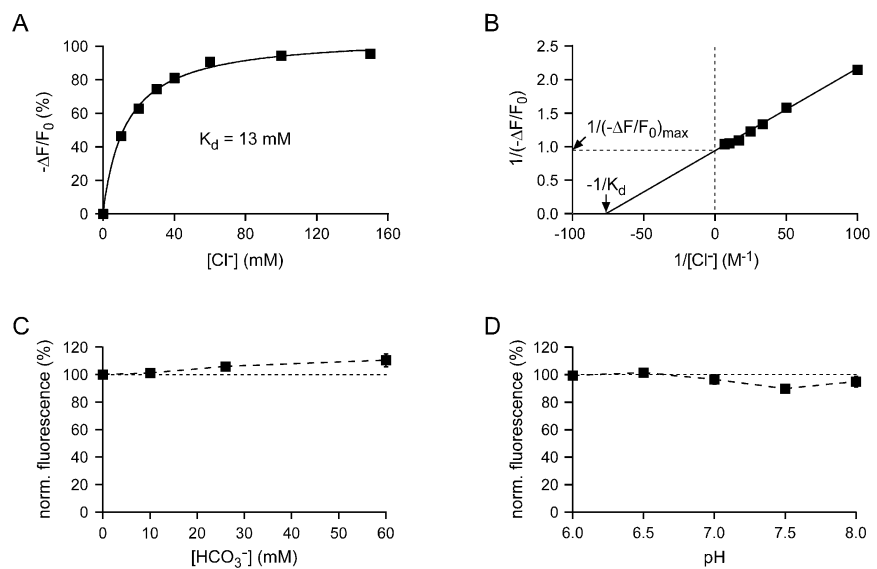 A
-ΔF/F0 (%)
100
80
60
40
20
0
Kd = 13 mM
0 40 80 120 160
[Cl⁻] (mM)
B
1/(-ΔF/F0)
2.5
2.0
1.5
1.0
0.5
0.0
1/(-ΔF/F0)max
-1/Kd
-100 -50 0 50 100
1/[Cl⁻] (M-1)
C
norm. fluorescence (%)
120
100
80
60
40
20
0
0 10 20 30 40 50 60
[HCO3⁻] (mM)
D
norm. fluorescence (%)
120
100
80
60
40
20
0
6.0 6.5 7.0 7.5 8.0
pH